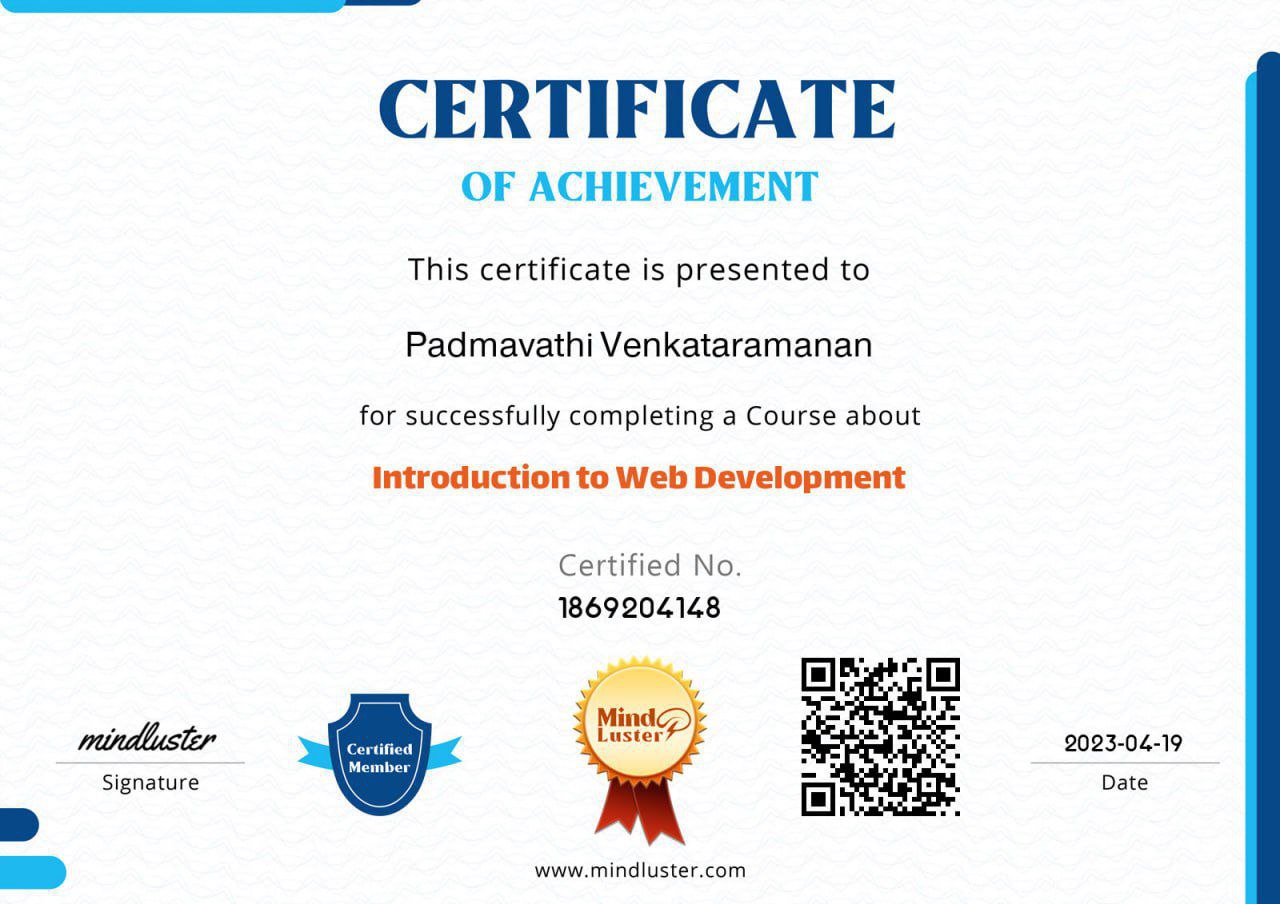 CERTIFICATE
OF ACHIEVEMENT
This certificate is presented to
Padmavathi Venkataramanan
for successfully completing a Course about
Introduction to Web Development
Certified No.
1869204148
mindluster
Signature
Certified
Member
Mind
Luster
2023-04-19
Date
www.mindluster.com